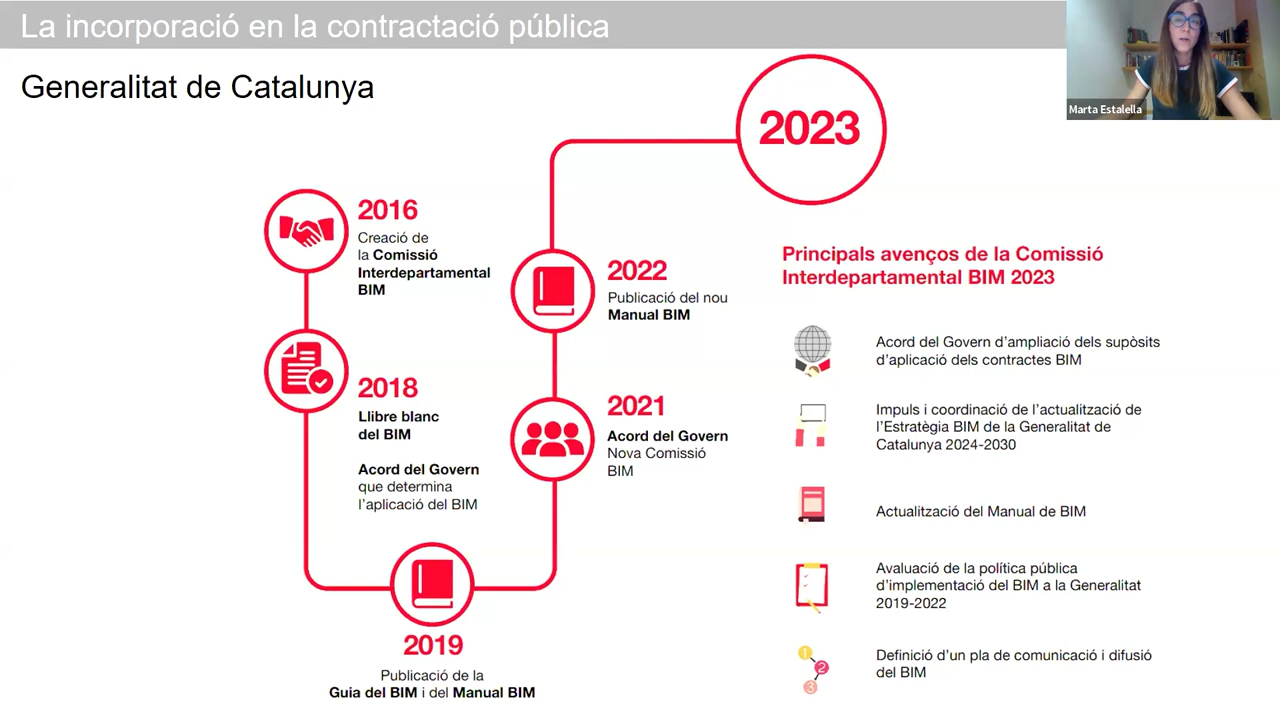 La incorporació en la contractació pública
Marta Estalella
Generalitat de Catalunya
2016
Creació de
la Comissió
Interdepartamental
BIM
2018
Llibre blanc
del BIM
Acord del Govern
que determina
l’aplicació del BIM
2019
Publicació de la
Guia del BIM i del Manual BIM
2021
Acord del Govern
Nova Comissió
BIM
2022
Publicació del nou
Manual BIM
2023
Principals avenços de la Comissió
Interdepartamental BIM 2023
Acord del Govern d’ampliació dels supòsits
d’aplicació dels contractes BIM
Impuls i coordinació de l’actualització de
l’Estratègia BIM de la Generalitat de
Catalunya 2024-2030
Actualització del Manual de BIM
Avaluació de la política pública
d’implementació del BIM a la Generalitat
2019-2022
1
2
3
Definició d’un pla de comunicació i difusió
del BIM